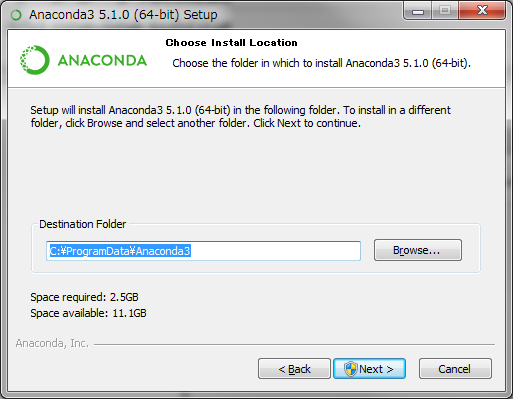 Anaconda3 5.1.0 (64-bit) Setup
ANACONDA
Choose Install Location
Choose the folder in which to install Anaconda3 5.1.0 (64-bit).
Setup will install Anaconda3 5.1.0 (64-bit) in the following folder. To install in a different
folder, click Browse and select another folder. Click Next to continue.
Destination Folder
C:¥ProgramData¥Anaconda3
Browse...
Space required: 2.5GB
Space available: 11.1GB
Anaconda, Inc.
< Back
Next >
Cancel